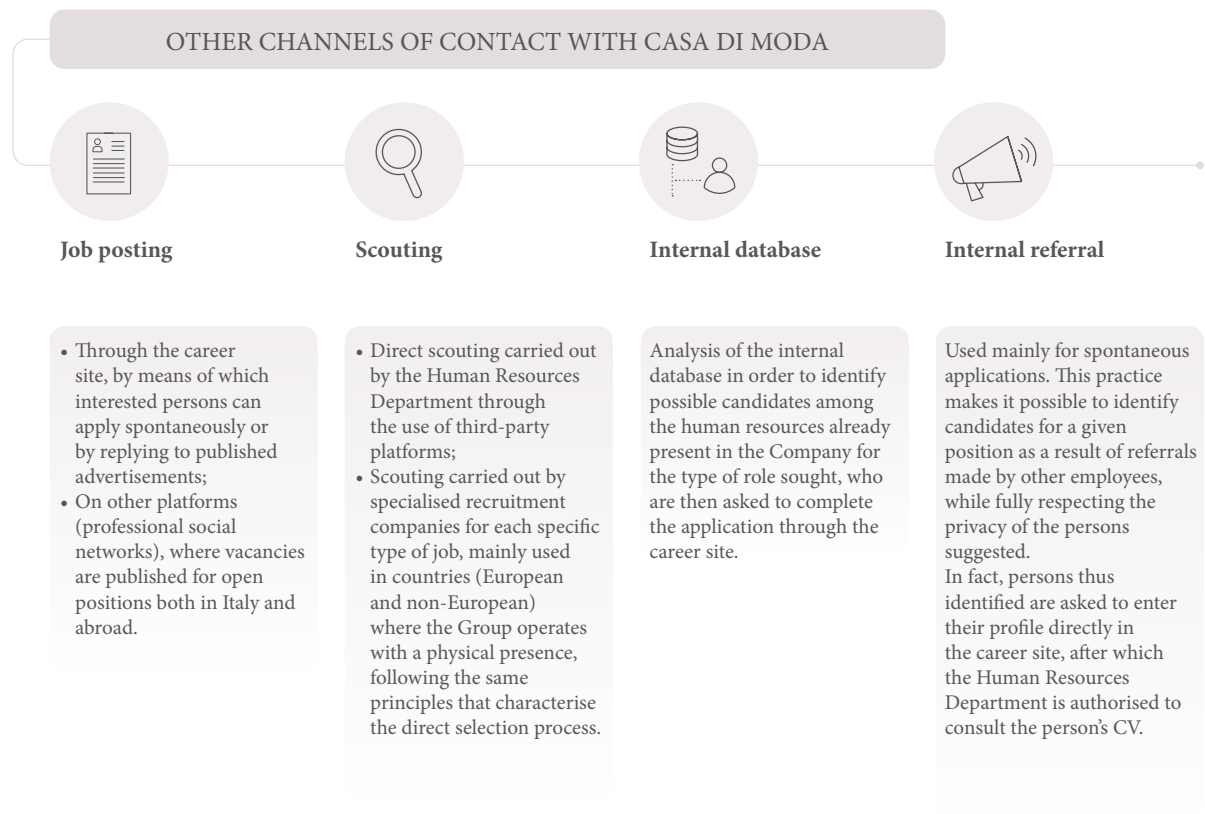 OTHER CHANNELS OF CONTACT WITH CASA DI MODA
Job posting
• Through the career
site, by means of which
interested persons can
apply spontaneously or
by replying to published
advertisements;
• On other platforms
(professional social
networks), where vacancies
are published for open
positions both in Italy and
abroad.
Scouting
• Direct scouting carried out
by the Human Resources
Department through
the use of third-party
platforms;
• Scouting carried out by
specialised recruitment
companies for each specific
type of job, mainly used
in countries (European
and non-European)
where the Group operates
with a physical presence,
following the same
principles that characterise
the direct selection process.
Internal database
Analysis of the internal
database in order to identify
possible candidates among
the human resources already
present in the Company for
the type of role sought, who
are then asked to complete
the application through the
career site.
Internal referral
Used mainly for spontaneous
applications. This practice
makes it possible to identify
candidates for a given
position as a result of referrals
made by other employees,
while fully respecting the
privacy of the persons
suggested.
In fact, persons thus
identified are asked to enter
their profile directly in
the career site, after which
the Human Resources
Department is authorised to
consult the person’s CV.